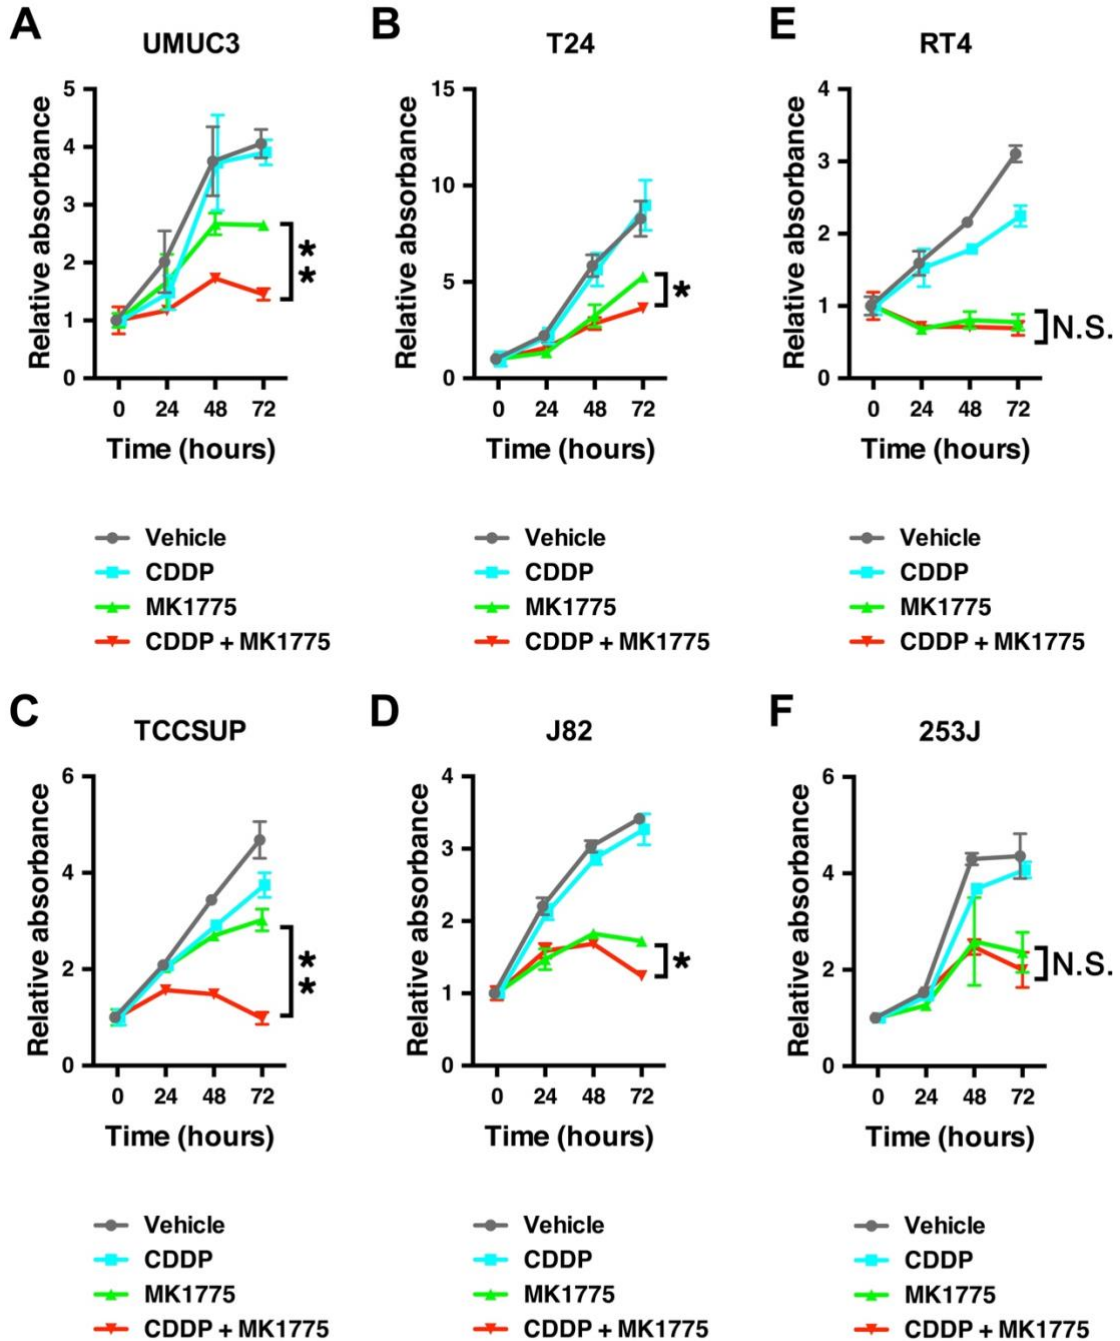 A
UMUC3
Relative absorbance
5
4
3
2
1
0
0 24 48 72
Time (hours)
**
Vehicle
CDDP
MK1775
CDDP + MK1775
B
T24
Relative absorbance
15
10
5
0
0 24 48 72
Time (hours)
*
Vehicle
CDDP
MK1775
CDDP + MK1775
E
RT4
Relative absorbance
4
3
2
1
0
0 24 48 72
Time (hours)
N.S.
Vehicle
CDDP
MK1775
CDDP + MK1775
C
TCCSUP
Relative absorbance
6
4
2
0
0 24 48 72
Time (hours)
**
Vehicle
CDDP
MK1775
CDDP + MK1775
D
J82
Relative absorbance
4
3
2
1
0
0 24 48 72
Time (hours)
*
Vehicle
CDDP
MK1775
CDDP + MK1775
F
253J
Relative absorbance
6
4
2
0
0 24 48 72
Time (hours)
N.S.
Vehicle
CDDP
MK1775
CDDP + MK1775